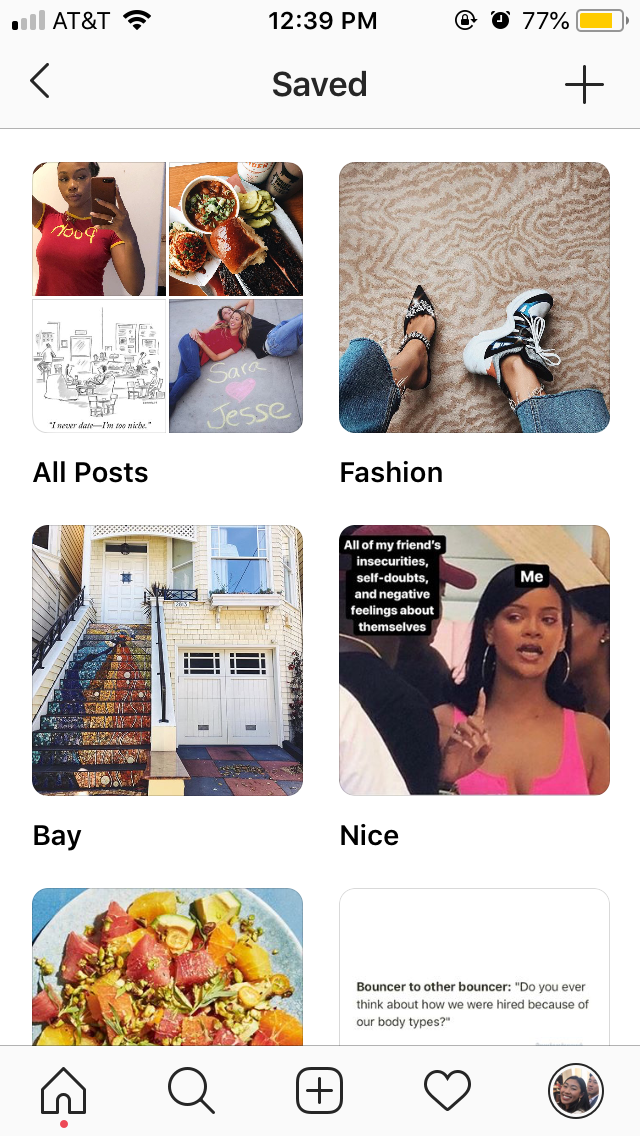 AT&T 12:39 PM 77%
Saved
Sara
Jesse
"I never date—I'm too niche."
All Posts
Fashion
2613
Bay
All of my friend's
insecurities,
self-doubts,
and negative
feelings about
themselves
Me
Nice
Bouncer to other bouncer: "Do you ever
think about how we were hired because of
our body types?"